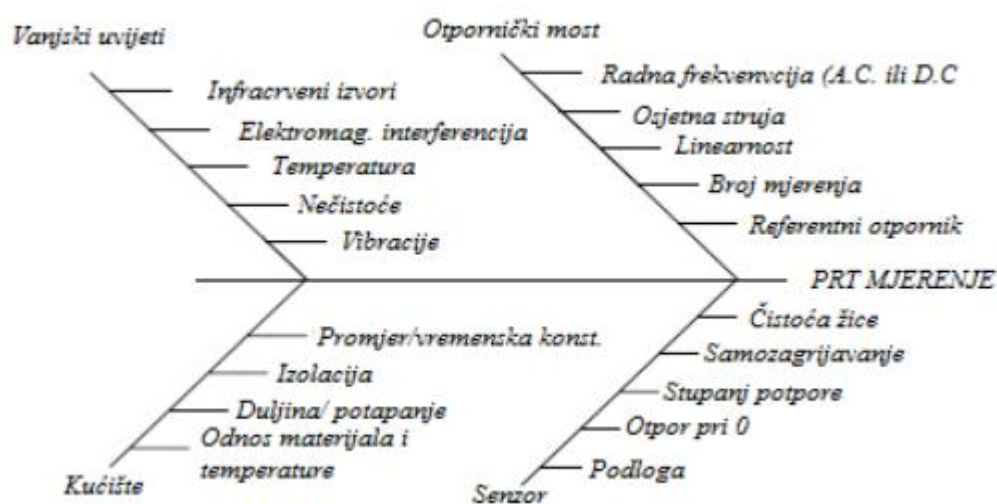 Vanjski uvijeti
Infracrveni izvori
Elektromag. interferencija
Temperatura
Nečistoće
Vibracije
Otpornički most
Radna frekvenvcija (A.C. ili D.C
Osjetna struja
Linearnost
Broj mjerenja
Referentni otpornik
PRT MJERENJE
Promjer/vremenska konst.
Izolacija
Duljina/ potapanje
Odnos materijala i
temperature
Kućište
Čistoća žice
Samozagrijavanje
Stupanj potpore
Otpor pri 0
Podloga
Senzor